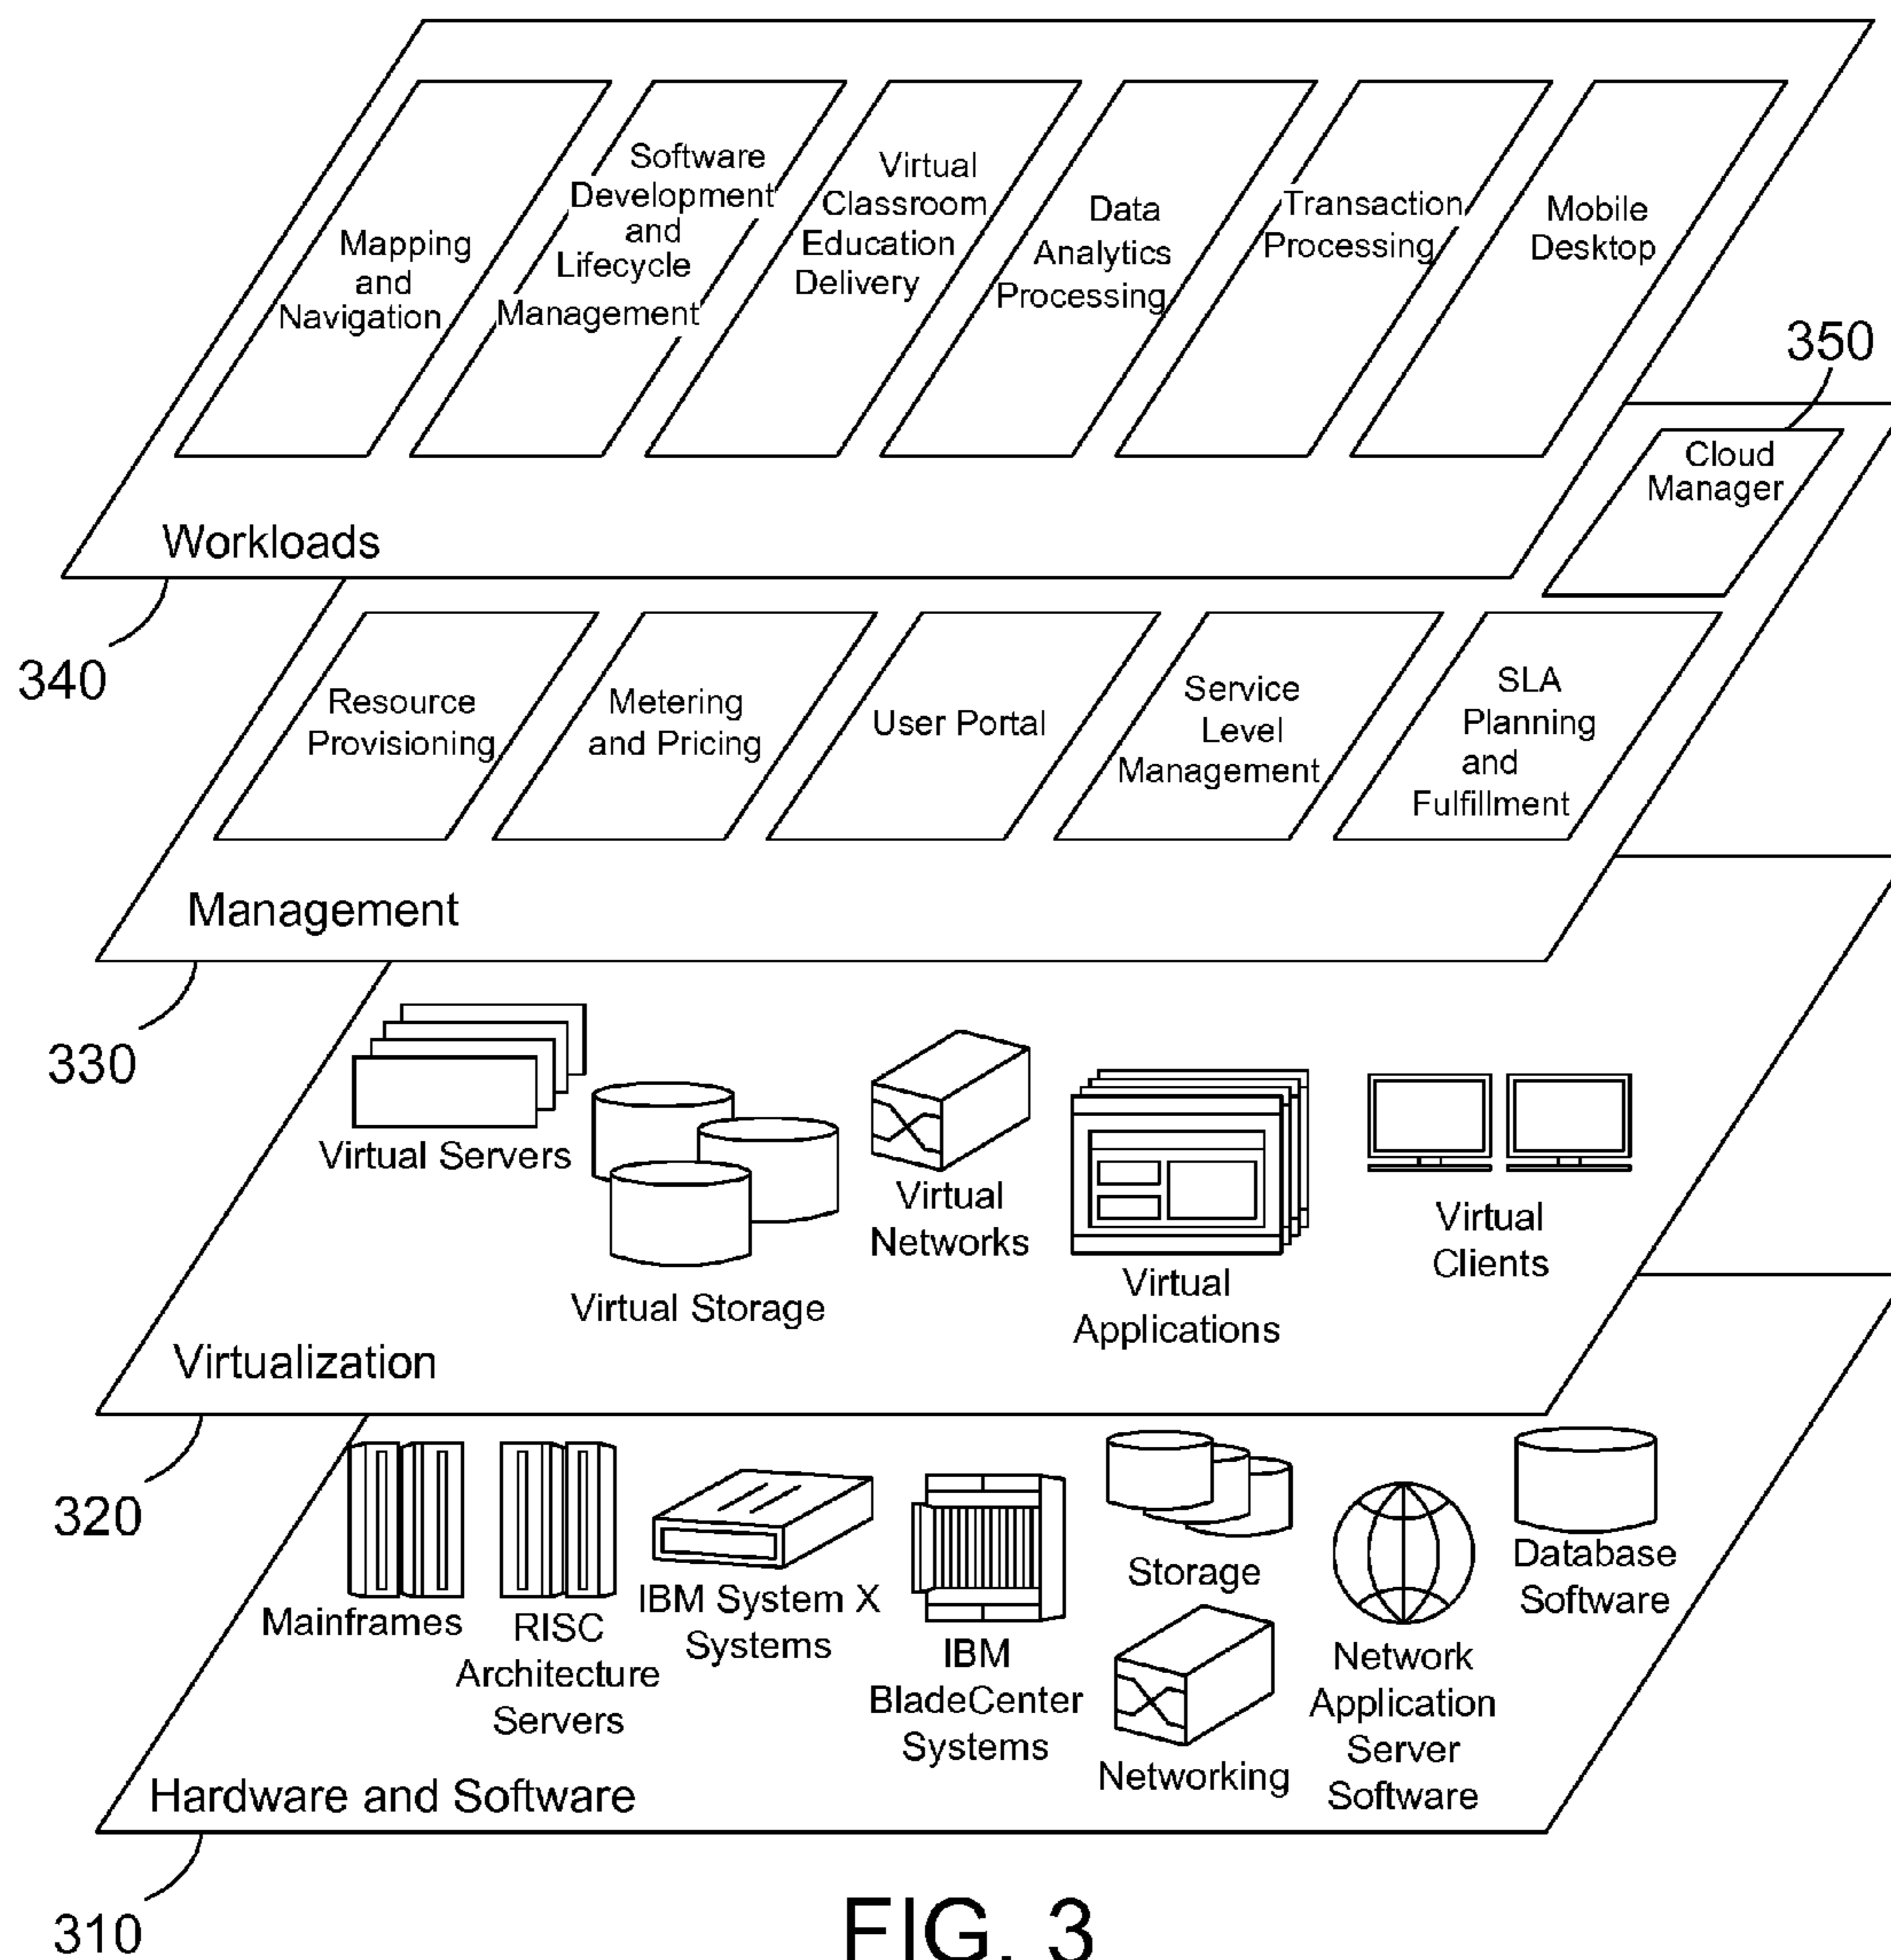 Mapping
and
Navigation
Software
Development
and
Lifecycle
Management
Virtual
Classroom
Education
Delivery
Data
Analytics
Processing
Transaction
Processing
Mobile
Desktop
350
Cloud
Manager
Workloads
340
Resource
Provisioning
Metering
and Pricing
User Portal
Service
Level
Management
SLA
Planning
and
Fulfillment
Management
330
Virtual Servers
Virtual Storage
Virtual
Networks
Virtual
Applications
Virtual
Clients
Virtualization
320
Mainframes
RISC
Architecture
Servers
IBM System X
Systems
IBM
BladeCenter
Systems
Storage
Networking
Network
Application
Server
Software
Database
Software
Hardware and Software
310
FIG. 3